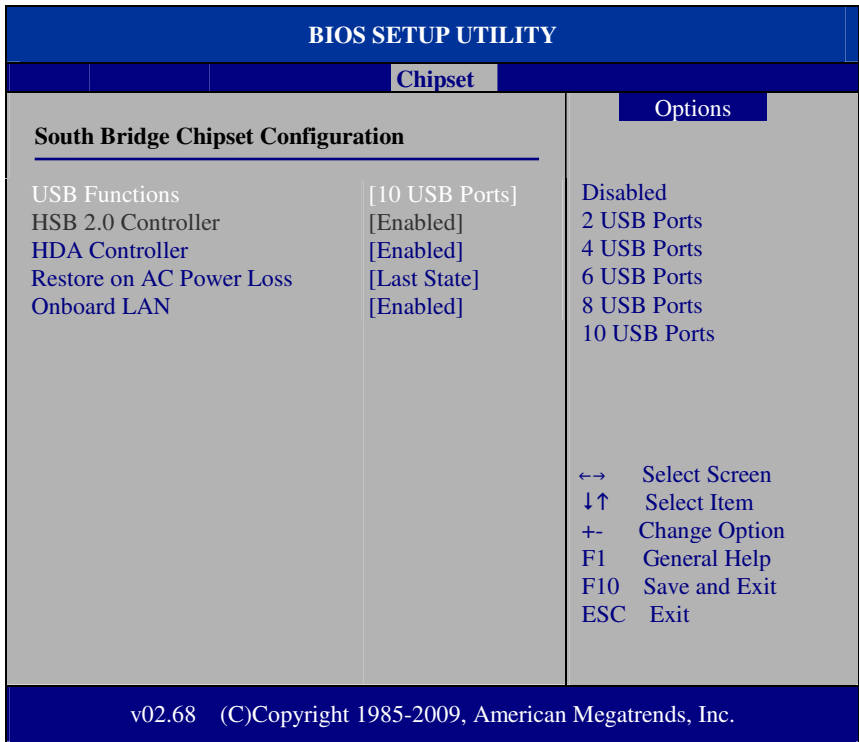 BIOS SETUP UTILITY
Chipset
South Bridge Chipset Configuration
USB Functions [10 USB Ports]
HSB 2.0 Controller [Enabled]
HDA Controller [Enabled]
Restore on AC Power Loss [Last State]
Onboard LAN [Enabled]
Options
Disabled
2 USB Ports
4 USB Ports
6 USB Ports
8 USB Ports
10 USB Ports
←→ Select Screen
↓↑ Select Item
+- Change Option
F1 General Help
F10 Save and Exit
ESC Exit
v02.68 (C)Copyright 1985-2009, American Megatrends, Inc.